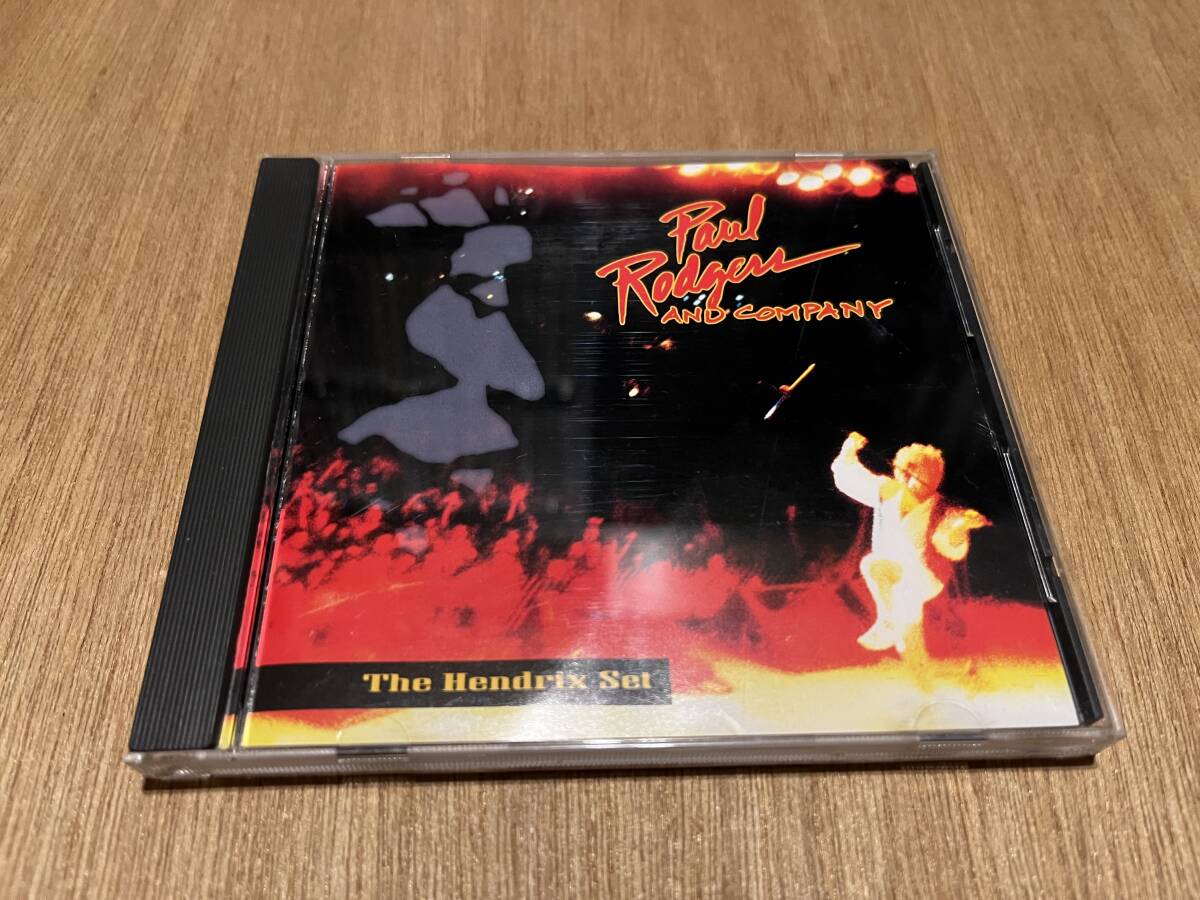 Paul
Rodgers
AND COMPANY
The Hendrix Set